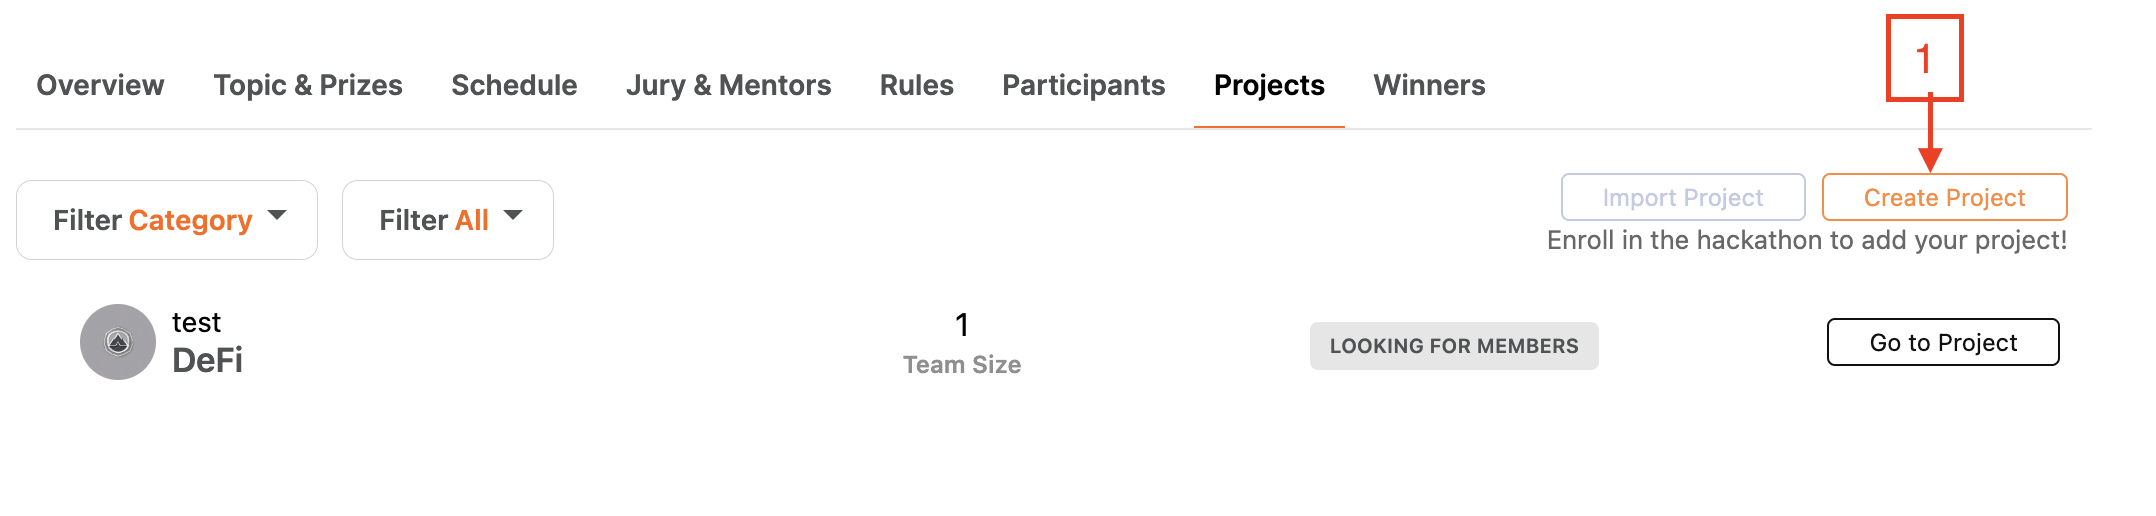 1
Overview Topic & Prizes Schedule Jury & Mentors Rules Participants Projects Winners
Filter Category Filter All Import Project Create Project
Enroll in the hackathon to add your project!
test
DeFi
1
Team Size
LOOKING FOR MEMBERS
Go to Project